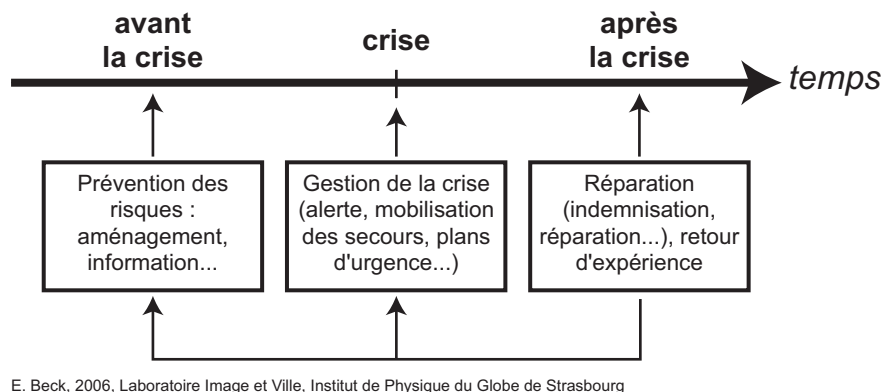 avant
la crise
crise
après
la crise
temps
Prévention des
risques :
aménagement,
information...
Gestion de la crise
(alerte, mobilisation
des secours, plans
d'urgence...)
Réparation
(indemnisation,
réparation...), retour
d'expérience
E. Beck, 2006, Laboratoire Image et Ville, Institut de Physique du Globe de Strasbourg